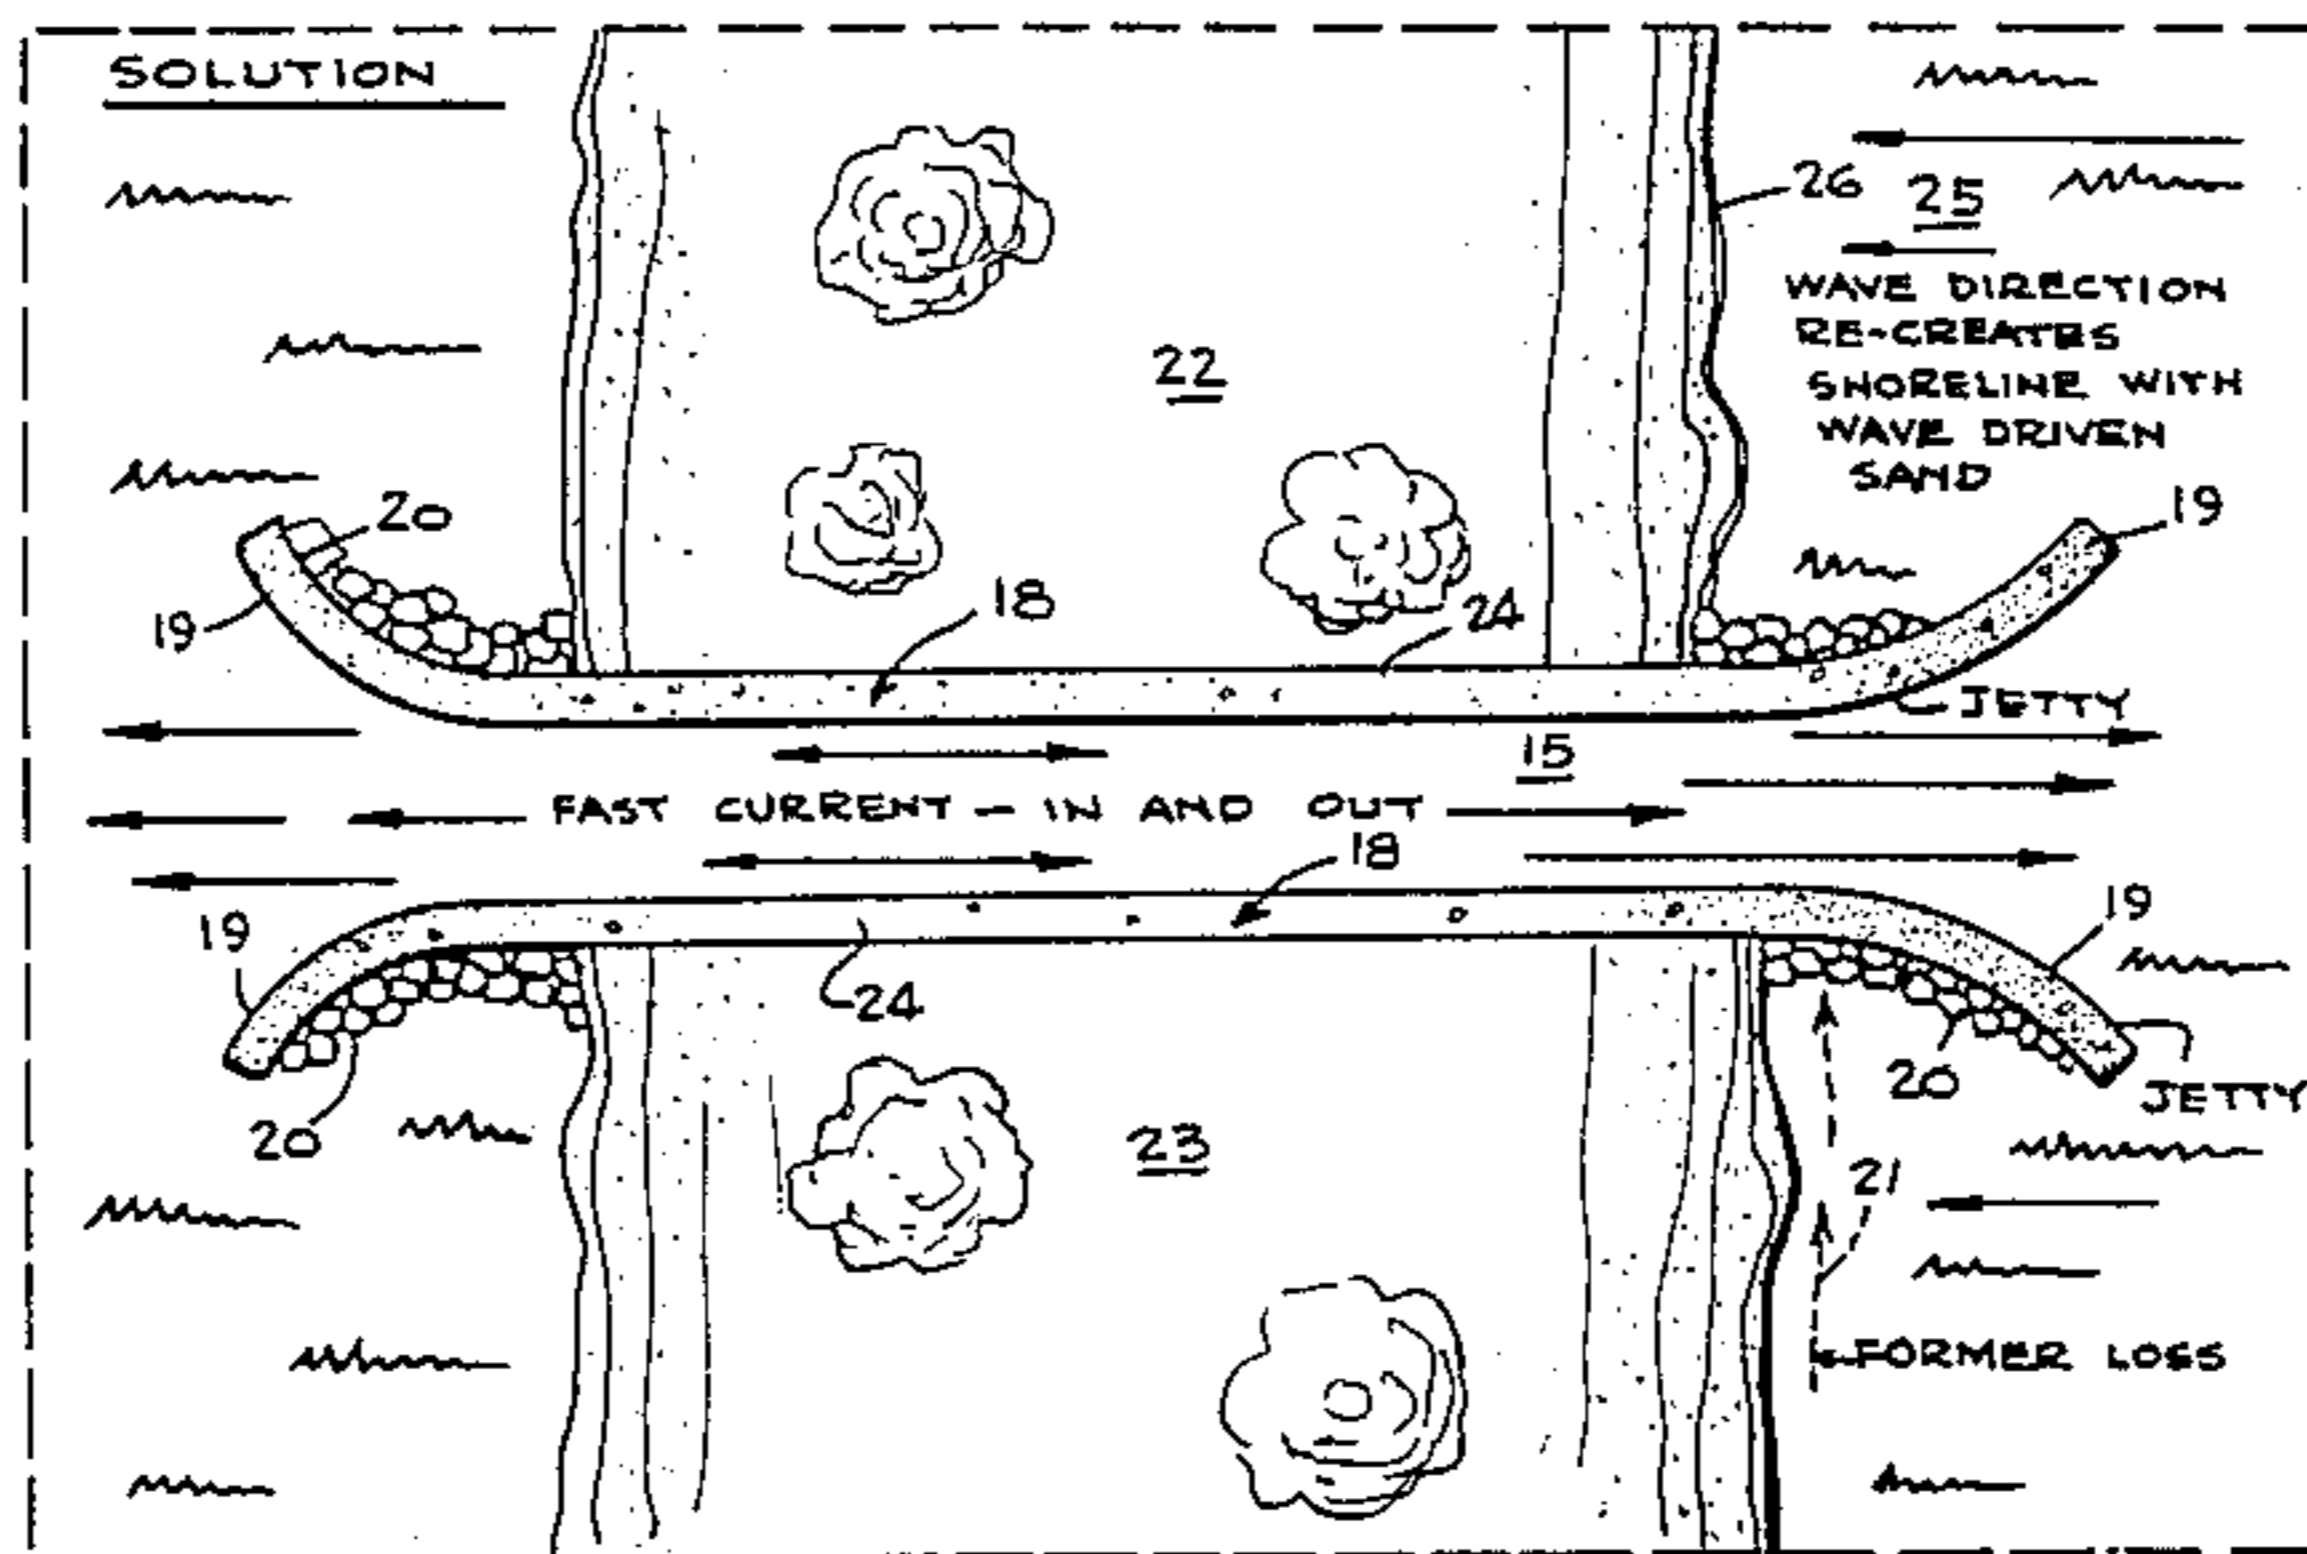 SOLUTION
26
25
WAVE DIRECTION
RE-CREATES
SHORELINE WITH
WAVE DRIVEN
SAND
22
20
19
18
24
19
JETTY
15
FAST CURRENT - IN AND OUT
18
19
19
24
20
JETTY
20
23
21
FORMER LOSS